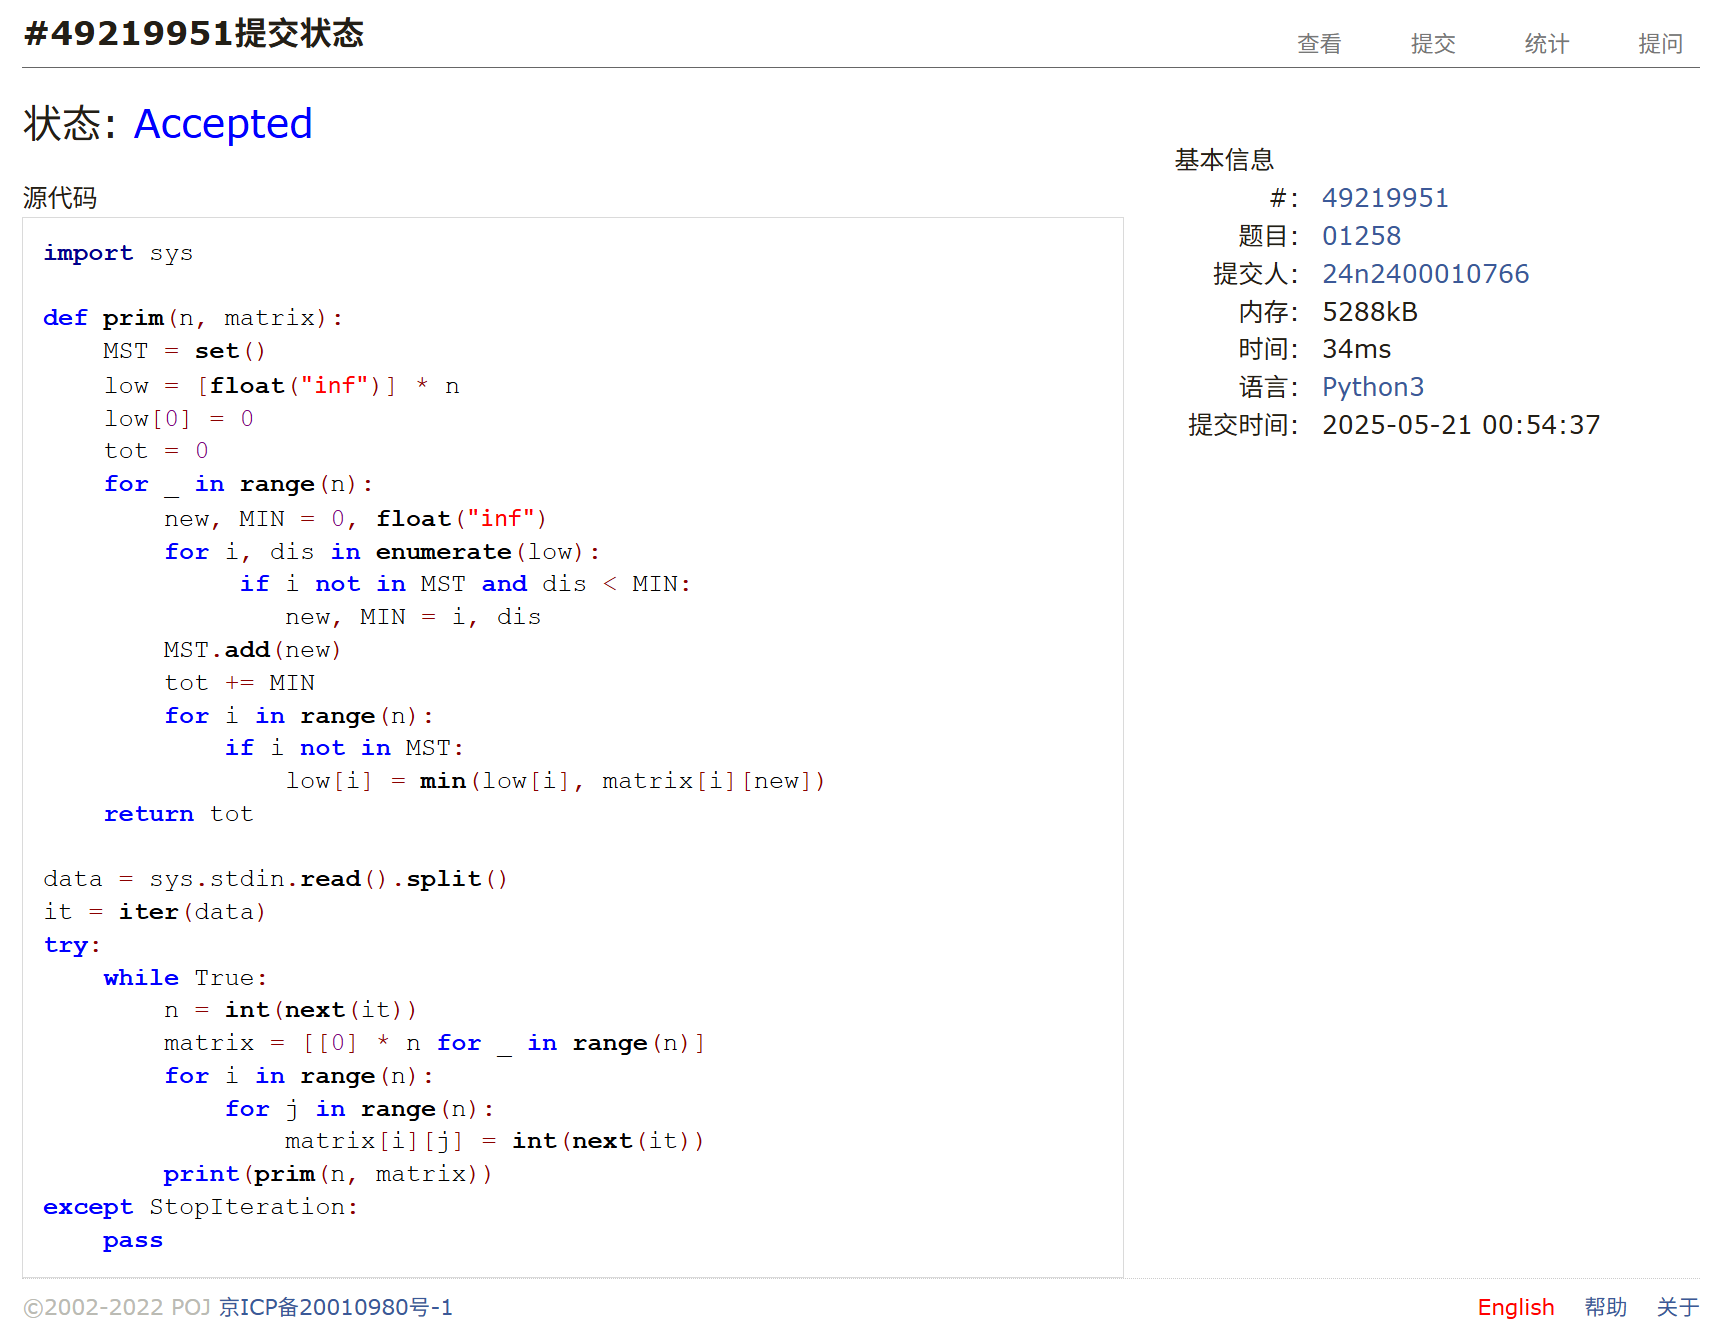 #49219951提交状态
查看 提交 统计 提问
状态: Accepted
源代码
import sys

def prim(n, matrix):
    MST = set()
    low = [float("inf")] * n
    low[0] = 0
    tot = 0
    for _ in range(n):
        new, MIN = 0, float("inf")
        for i, dis in enumerate(low):
             if i not in MST and dis < MIN:
                new, MIN = i, dis
        MST.add(new)
        tot += MIN
        for i in range(n):
            if i not in MST:
                low[i] = min(low[i], matrix[i][new])
    return tot

data = sys.stdin.read().split()
it = iter(data)
try:
    while True:
        n = int(next(it))
        matrix = [[0] * n for _ in range(n)]
        for i in range(n):
            for j in range(n):
                matrix[i][j] = int(next(it))
        print(prim(n, matrix))
except StopIteration:
    pass
基本信息
#: 49219951
题目: 01258
提交人: 24n2400010766
内存: 5288kB
时间: 34ms
语言: Python3
提交时间: 2025-05-21 00:54:37
©2002-2022 POJ 京ICP备20010980号-1
English 帮助 关于